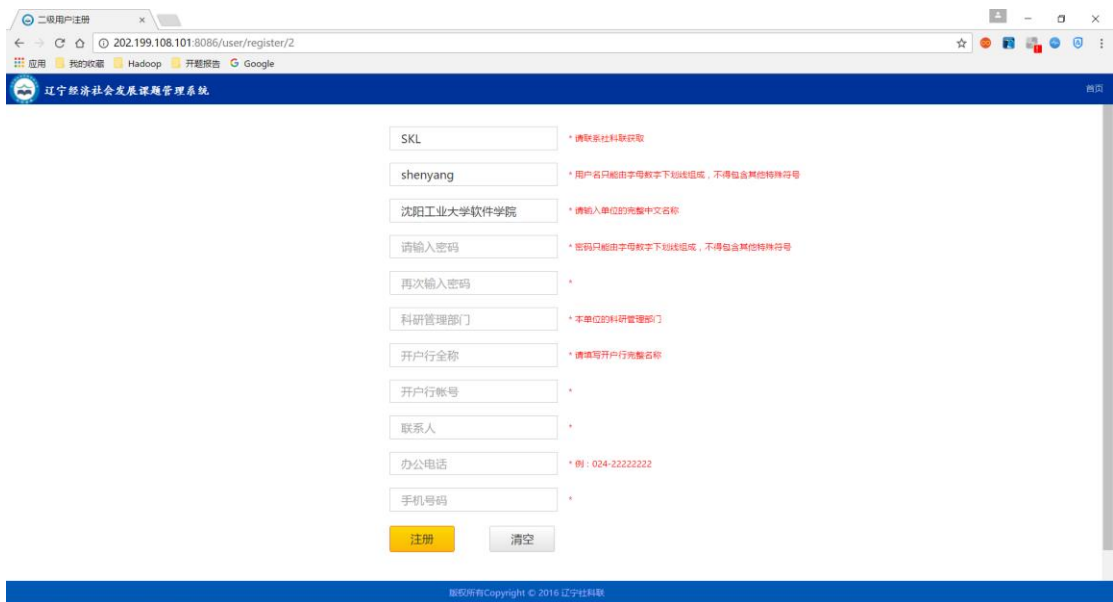 二级用户注册
202.199.108.101:8086/user/register/2
应用 我的收藏 Hadoop 开题报告 Google
辽宁经济社会发展课题管理系统 首页
SKL * 请联系社科联获取
shenyang * 用户名只能由字母数字下划线组成，不得包含其他特殊符号
沈阳工业大学软件学院 * 请输入单位的完整中文名称
请输入密码 * 密码只能由字母数字下划线组成，不得包含其他特殊符号
再次输入密码 *
科研管理部门 * 本单位的科研管理部门
开户行全称 * 请填写开户行完整名称
开户行帐号 *
联系人 *
办公电话 * 例：024-22222222
手机号码 *
注册 清空
版权所有Copyright © 2016 辽宁社科联